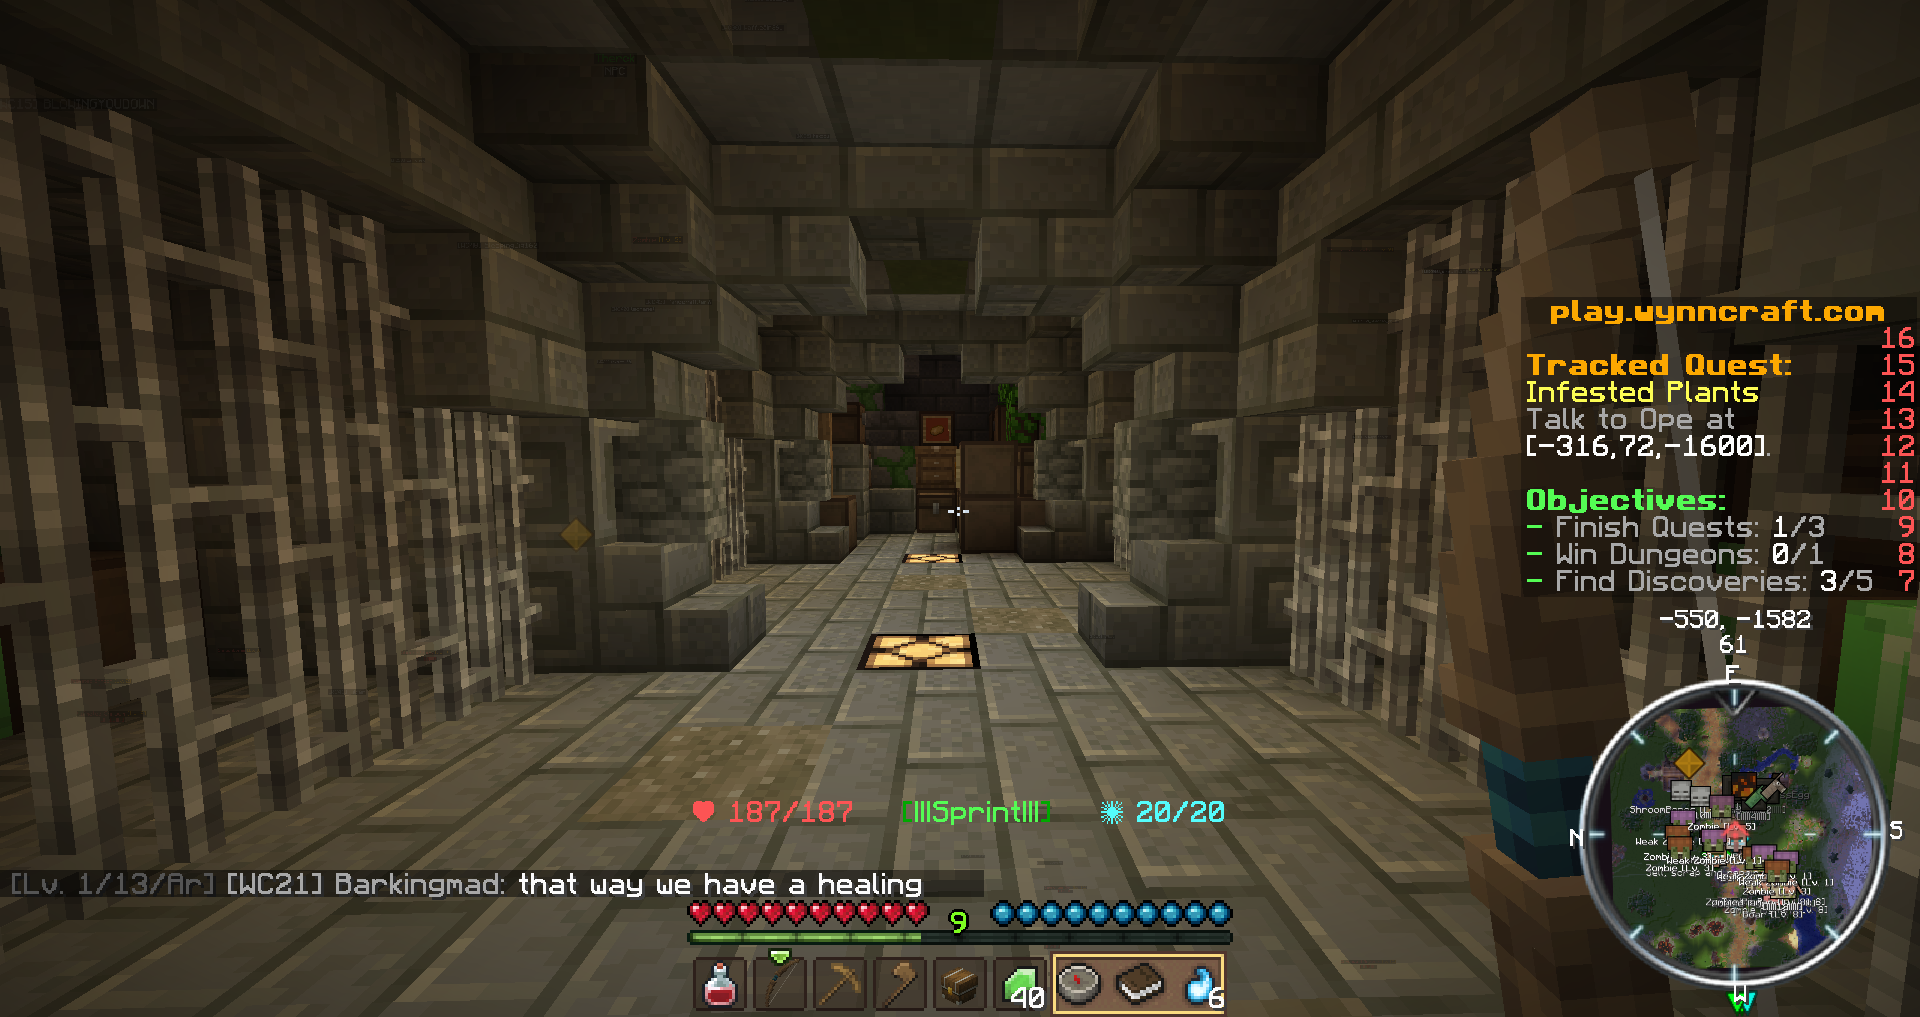 play.wynncraft.com
16
Tracked Quest: 15
Infested Plants 14
Talk to Ope at 13
[-316,72,-1600]. 12
11
Objectives: 10
- Finish Quests: 1/3 9
- Win Dungeons: 0/1 8
- Find Discoveries: 3/5 7
-550, -1582
61
E
N
S
W
Zombie [Lv. 5]
187/187
[|||Sprint|||]
20/20
[Lv. 1/13/Ar] [WC21] Barkingmad: that way we have a healing
9
40
6